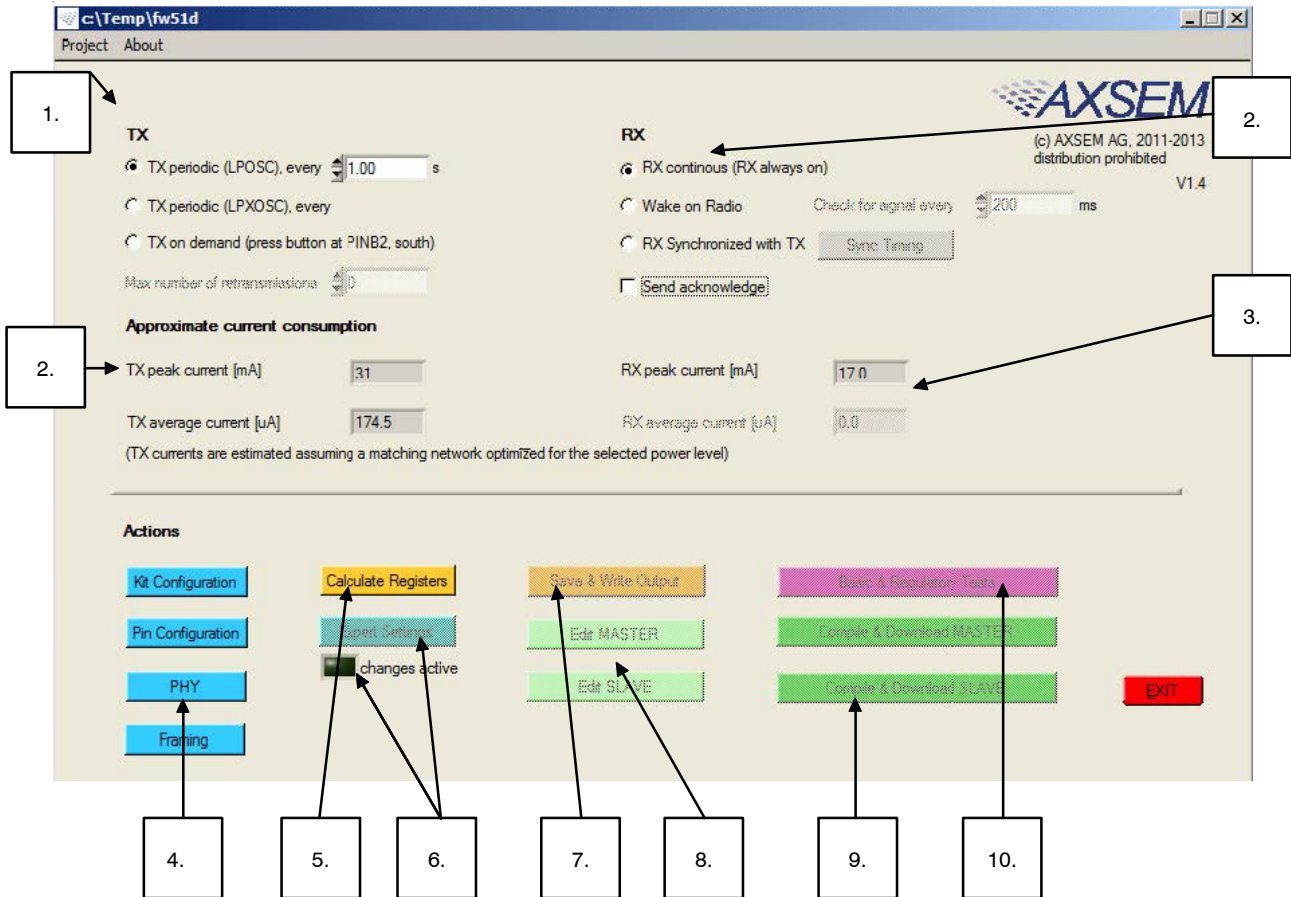 c:\Temp\fw51d
Project About
1.
AXSEM
2.
(c) AXSEM AG, 2011-2013
distribution prohibited
V1.4
TX
TX periodic (LPOSC), every 1.00 s
TX periodic (LPXOSC), every
TX on demand (press button at PINB2, south)
Max number of retransmissions 0
RX
RX continous (RX always on)
Wake on Radio Check for signal every 200 ms
RX Synchronized with TX Sync Timing
Send acknowledge
3.
Approximate current consumption
2.
TX peak current [mA] 31
RX peak current [mA] 17.0
TX average current [uA] 174.5
RX average current [uA] 0.0
(TX currents are estimated assuming a matching network optimized for the selected power level)
Actions
Kit Configuration
Calculate Registers
Save & Write Output
Basic & Regulatory Tests
Pin Configuration
Expert Settings
Edit MASTER
Compile & Download MASTER
changes active
PHY
Edit SLAVE
Compile & Download SLAVE
EXIT
Framing
4.
5.
6.
7.
8.
9.
10.